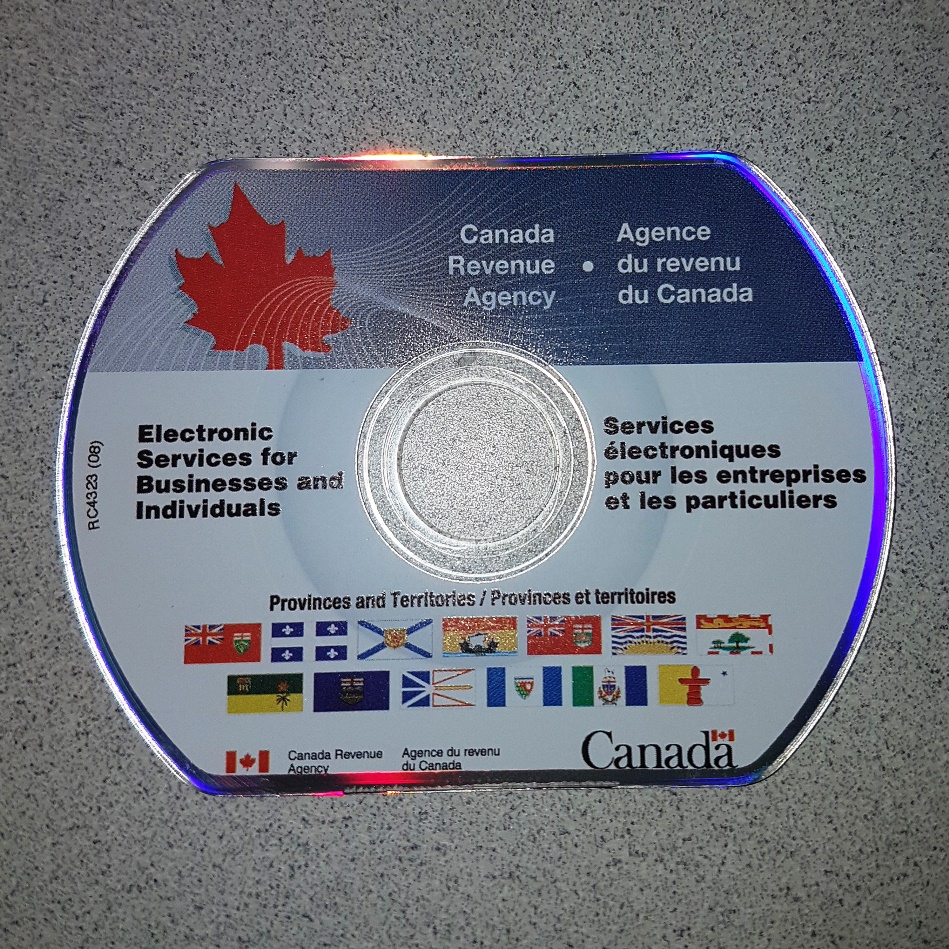 Canada
Revenue
Agency
•
Agence
du revenu
du Canada
Electronic
Services for
Businesses and
Individuals
Services
électroniques
pour les entreprises
et les particuliers
RC4323 (08)
Provinces and Territories / Provinces et territoires
Canada Revenue
Agency
Agence du revenu
du Canada
Canada